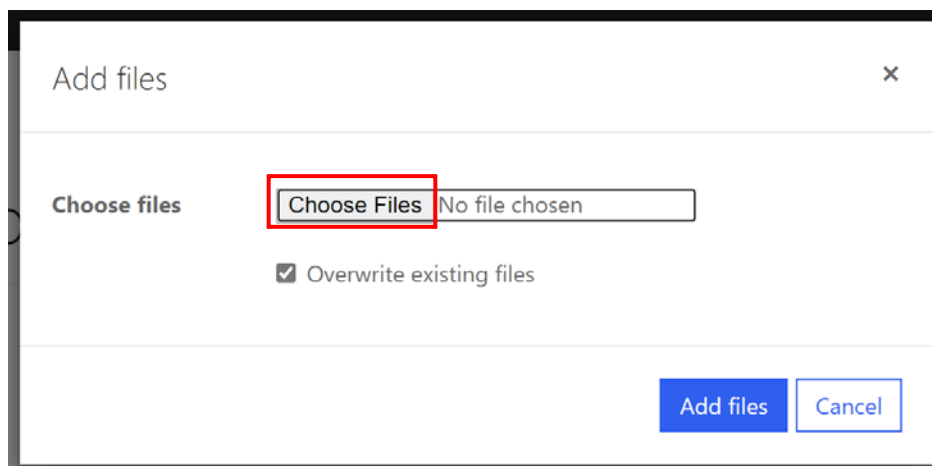 Add files ×
Choose files Choose Files No file chosen
Overwrite existing files
Add files Cancel